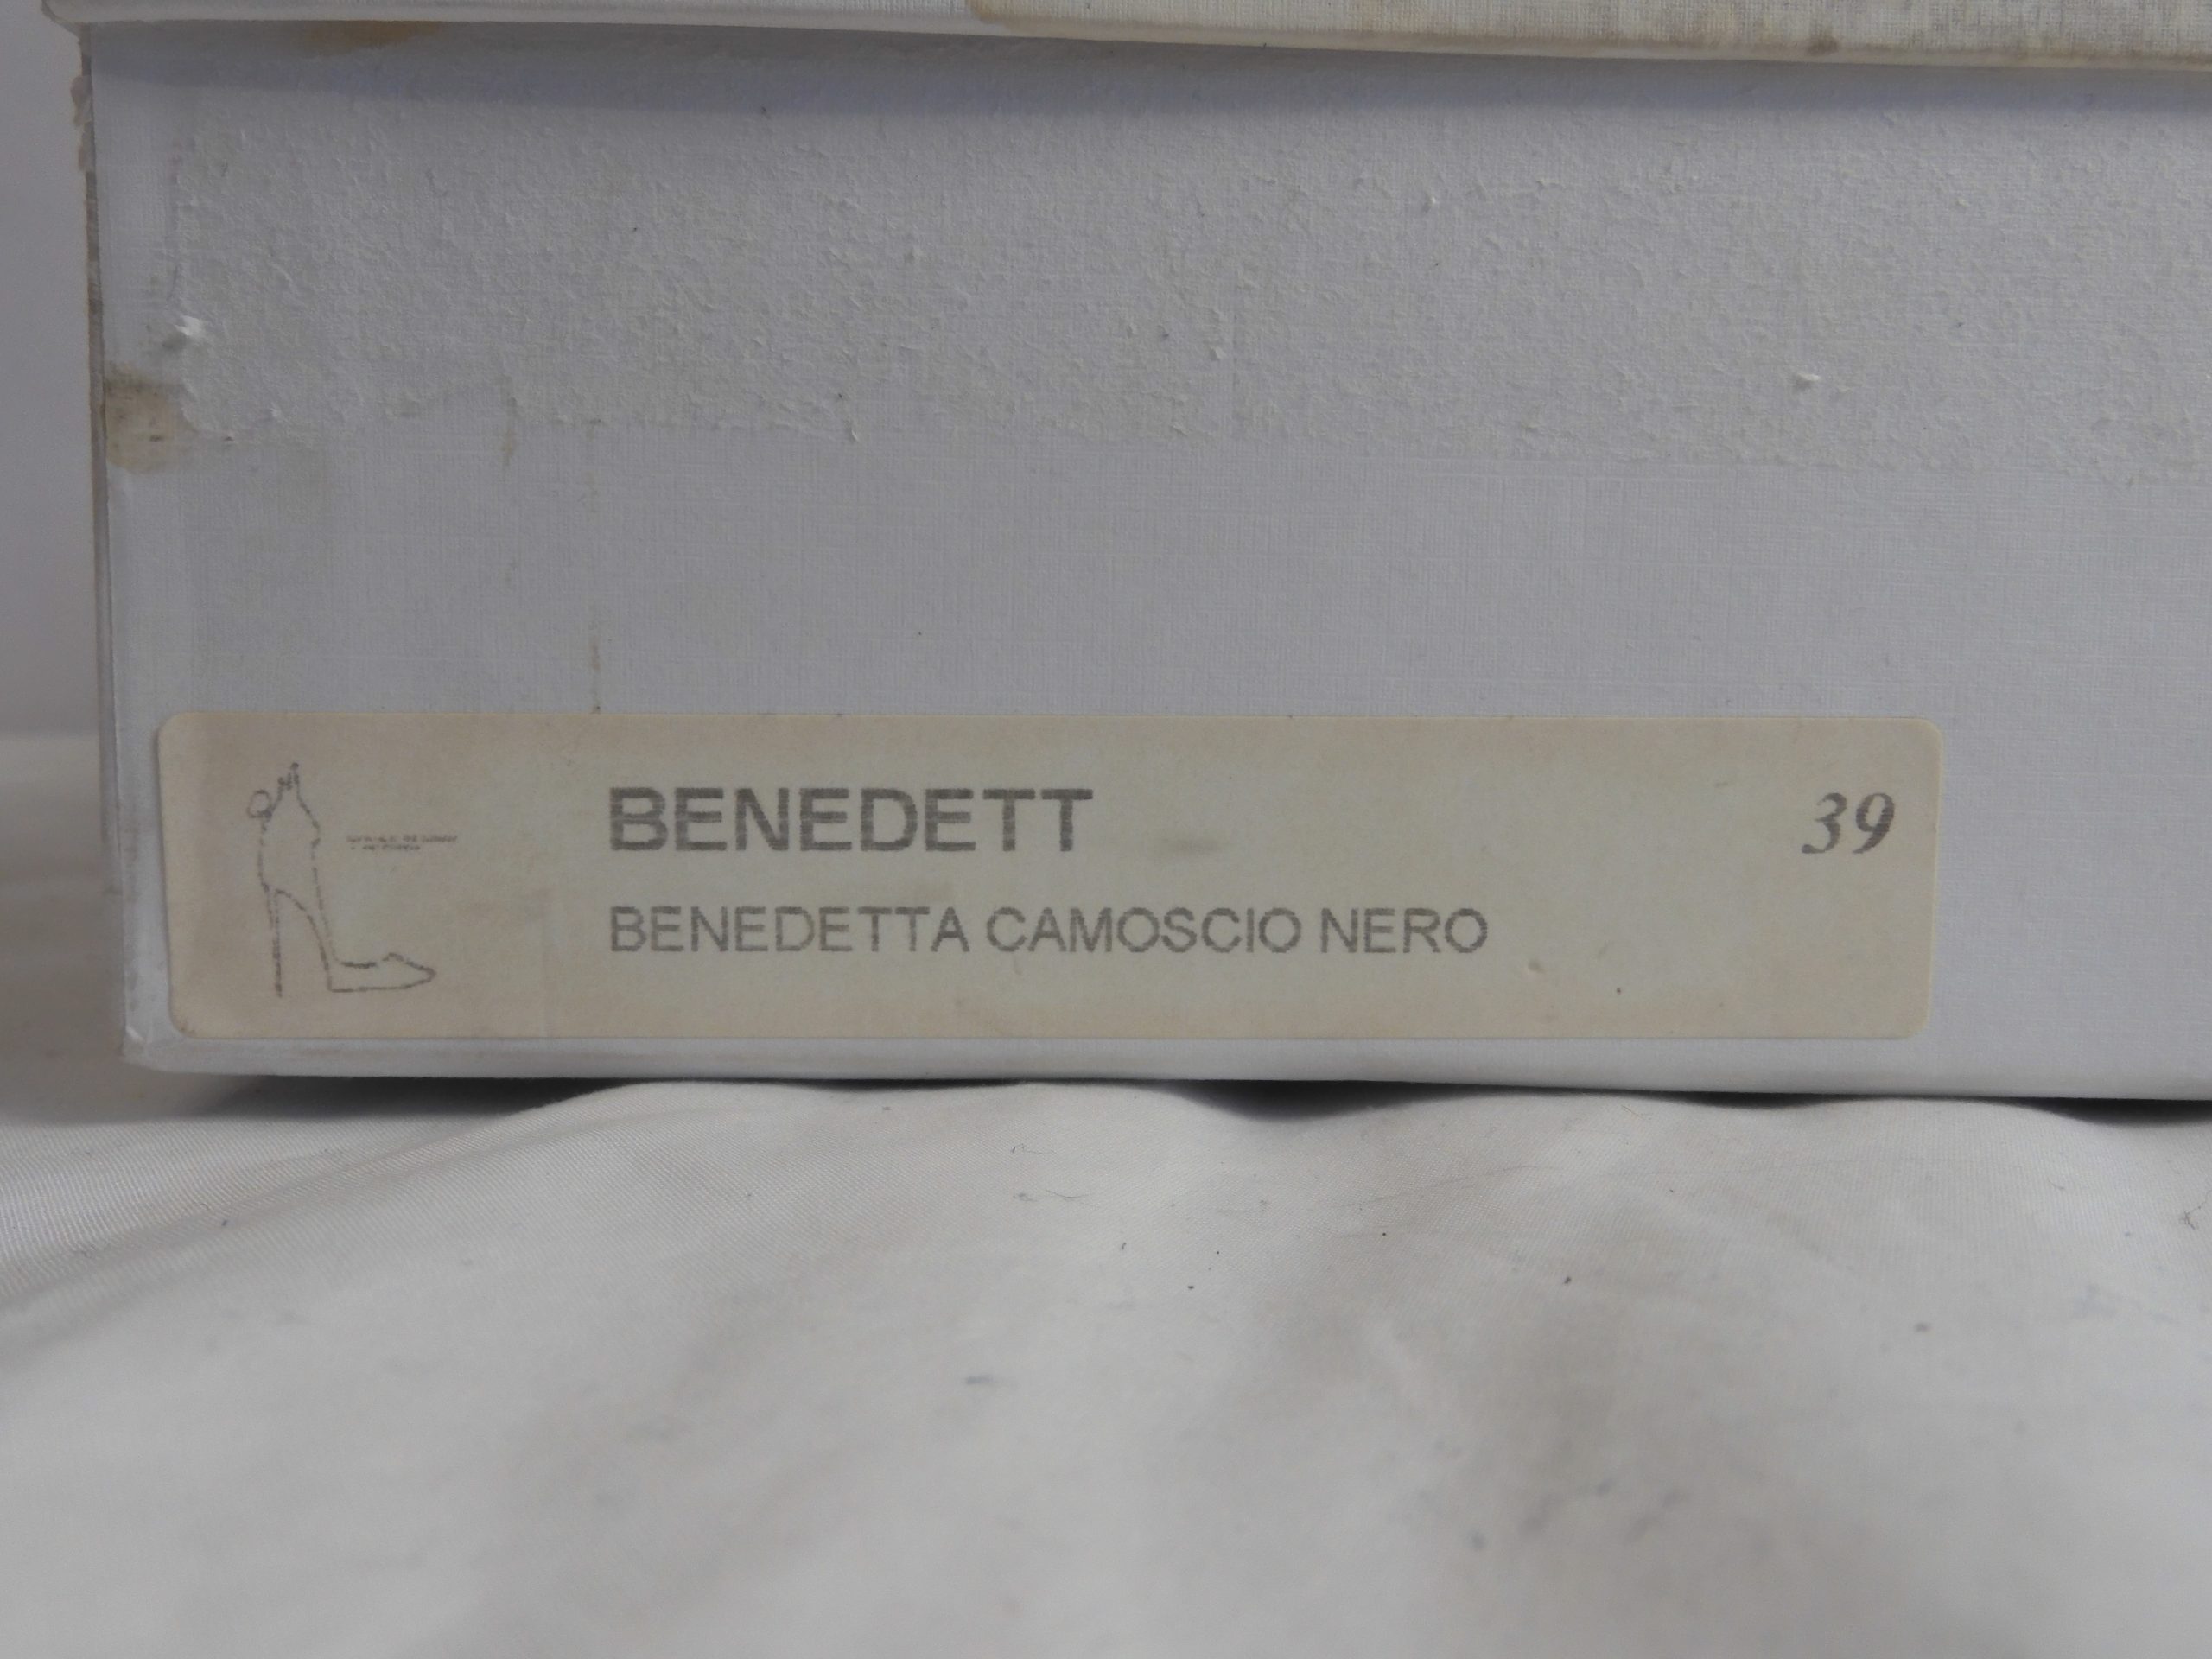 BENEDETT
39
BENEDETTA CAMOSCIO NERO